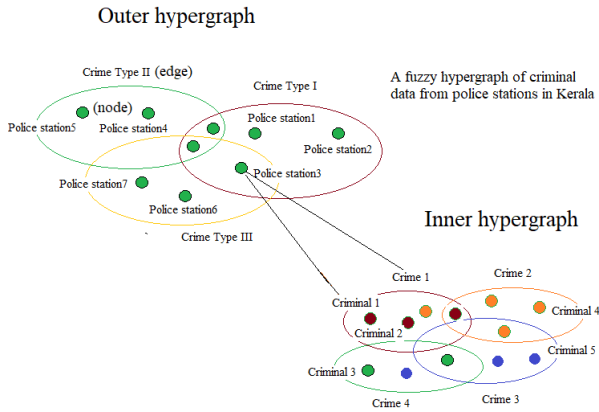 Outer hypergraph
Crime Type II (edge)
Crime Type I
A fuzzy hypergraph of criminal
data from police stations in Kerala
(node)
Police station1
Police station5
Police station4
Police station2
Police station3
Police station7
Police station6
Crime Type III
Inner hypergraph
Crime 1
Crime 2
Criminal 1
Criminal 4
Criminal 2
Criminal 5
Criminal 3
Crime 4
Crime 3